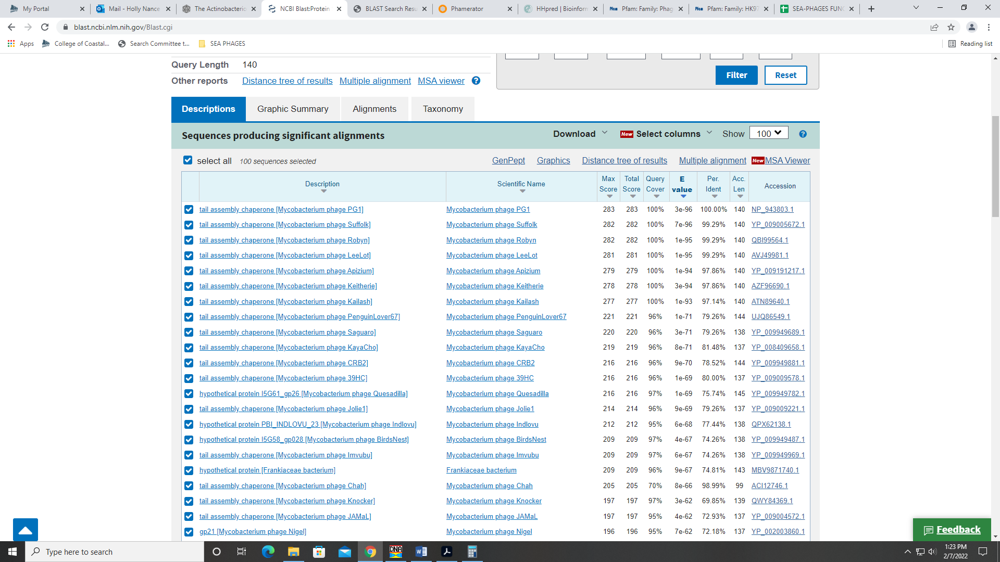 My Portal
Mail - Holly Nance
The Actinobacterio
NCBI Blast:Protein
BLAST Search Resu
Phamerator
HHpred | Bioinform
Pfam: Family: Phag
Pfam: Family: HK97
SEA-PHAGES FUNC
blast.ncbi.nlm.nih.gov/Blast.cgi
Apps
College of Coastal...
Search Committee t...
SEA PHAGES
Reading list
Query Length 140
Other reports Distance tree of results Multiple alignment MSA viewer ?
Filter Reset
Descriptions Graphic Summary Alignments Taxonomy
Sequences producing significant alignments Download New Select columns Show 100 ?
select all 100 sequences selected GenPept Graphics Distance tree of results Multiple alignment New MSA Viewer
Description Scientific Name Max Score Total Score Query Cover E value Per. Ident Acc. Len Accession
tail assembly chaperone [Mycobacterium phage PG1] Mycobacterium phage PG1 283 283 100% 3e-96 100.00% 140 NP_943803.1
tail assembly chaperone [Mycobacterium phage Suffolk] Mycobacterium phage Suffolk 282 282 100% 7e-96 99.29% 140 YP_009005672.1
tail assembly chaperone [Mycobacterium phage Robyn] Mycobacterium phage Robyn 282 282 100% 1e-95 99.29% 140 QBI99564.1
tail assembly chaperone [Mycobacterium phage LeeLot] Mycobacterium phage LeeLot 281 281 100% 1e-95 99.29% 140 AVJ49981.1
tail assembly chaperone [Mycobacterium phage Apizium] Mycobacterium phage Apizium 279 279 100% 1e-94 97.86% 140 YP_009191217.1
tail assembly chaperone [Mycobacterium phage Keitherie] Mycobacterium phage Keitherie 278 278 100% 3e-94 97.86% 140 AZF96690.1
tail assembly chaperone [Mycobacterium phage Kailash] Mycobacterium phage Kailash 277 277 100% 1e-93 97.14% 140 ATN89640.1
tail assembly chaperone [Mycobacterium phage PenguinLover67] Mycobacterium phage PenguinLover67 221 221 96% 1e-71 79.26% 144 UJQ86549.1
tail assembly chaperone [Mycobacterium phage Saguaro] Mycobacterium phage Saguaro 220 220 96% 3e-71 79.26% 138 YP_009949689.1
tail assembly chaperone [Mycobacterium phage KayaCho] Mycobacterium phage KayaCho 219 219 96% 8e-71 81.48% 137 YP_008409658.1
tail assembly chaperone [Mycobacterium phage CRB2] Mycobacterium phage CRB2 216 216 96% 9e-70 78.52% 144 YP_009949881.1
tail assembly chaperone [Mycobacterium phage 39HC] Mycobacterium phage 39HC 216 216 96% 1e-69 80.00% 137 YP_009009578.1
hypothetical protein I5G61_gp26 [Mycobacterium phage Quesadilla] Mycobacterium phage Quesadilla 216 216 97% 1e-69 75.74% 145 YP_009949782.1
tail assembly chaperone [Mycobacterium phage Jolie1] Mycobacterium phage Jolie1 214 214 96% 9e-69 79.26% 137 YP_009009221.1
hypothetical protein PBI_INDLOVU_23 [Mycobacterium phage Indlovu] Mycobacterium phage Indlovu 212 212 95% 6e-68 77.44% 138 QPX62138.1
hypothetical protein I5G58_gp028 [Mycobacterium phage BirdsNest] Mycobacterium phage BirdsNest 209 209 97% 4e-67 74.26% 138 YP_009949487.1
tail assembly chaperone [Mycobacterium phage Imvubu] Mycobacterium phage Imvubu 209 209 97% 6e-67 74.26% 138 YP_009949969.1
hypothetical protein [Frankiaceae bacterium] Frankiaceae bacterium 209 209 96% 9e-67 74.81% 143 MBV9871740.1
tail assembly chaperone [Mycobacterium phage Chah] Mycobacterium phage Chah 205 205 70% 8e-66 98.99% 99 ACI12746.1
tail assembly chaperone [Mycobacterium phage Knocker] Mycobacterium phage Knocker 197 197 97% 3e-62 69.85% 139 QWY84369.1
tail assembly chaperone [Mycobacterium phage JAMaL] Mycobacterium phage JAMaL 197 197 95% 4e-62 72.93% 137 YP_009004572.1
gp21 [Mycobacterium phage Nigel] Mycobacterium phage Nigel 196 196 95% 7e-62 72.18% 137 YP_002003860.1
Feedback
Type here to search
DNA
1:23 PM
2/7/2022